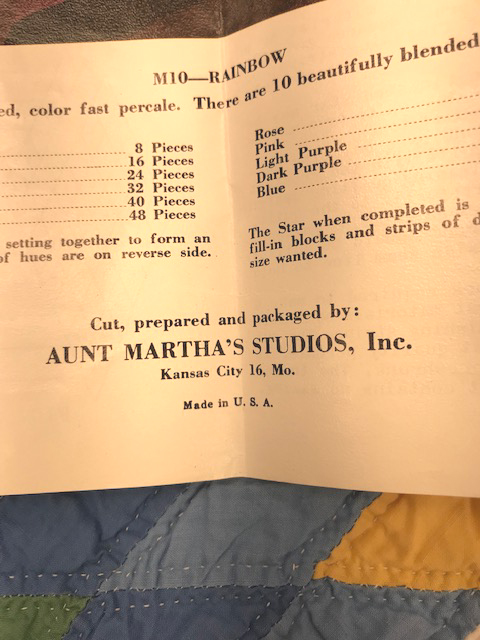 M10—RAINBOW
ed, color fast percale. There are 10 beautifully blended
8 Pieces
16 Pieces
24 Pieces
32 Pieces
40 Pieces
48 Pieces
Rose
Pink
Light Purple
Dark Purple
Blue
setting together to form an
of hues are on reverse side.
The Star when completed is
fill-in blocks and strips of
size wanted.
Cut, prepared and packaged by:
AUNT MARTHA'S STUDIOS, Inc.
Kansas City 16, Mo.
Made in U. S. A.